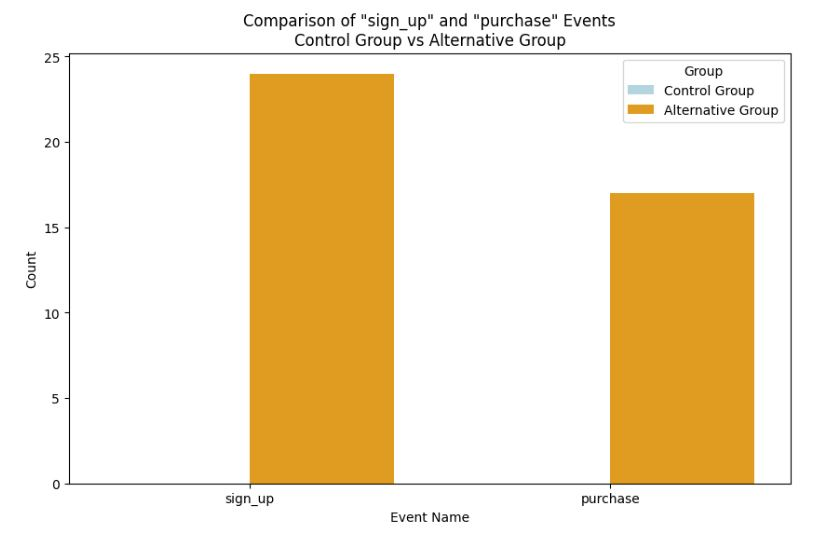 Comparison of "sign_up" and "purchase" Events
Control Group vs Alternative Group
Group
Control Group
Alternative Group
25
20
15
10
5
0
Count
sign_up
purchase
Event Name